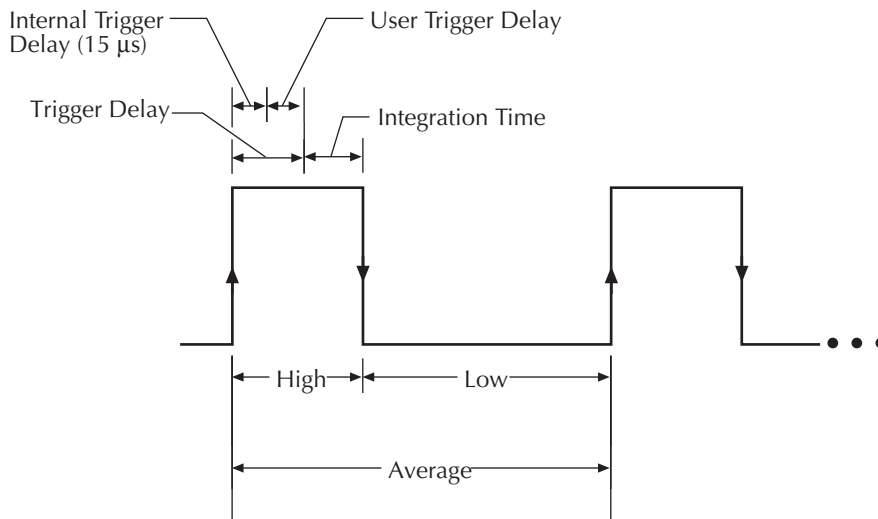 Internal Trigger
Delay (15 μs)
User Trigger Delay
Trigger Delay
Integration Time
High
Low
Average